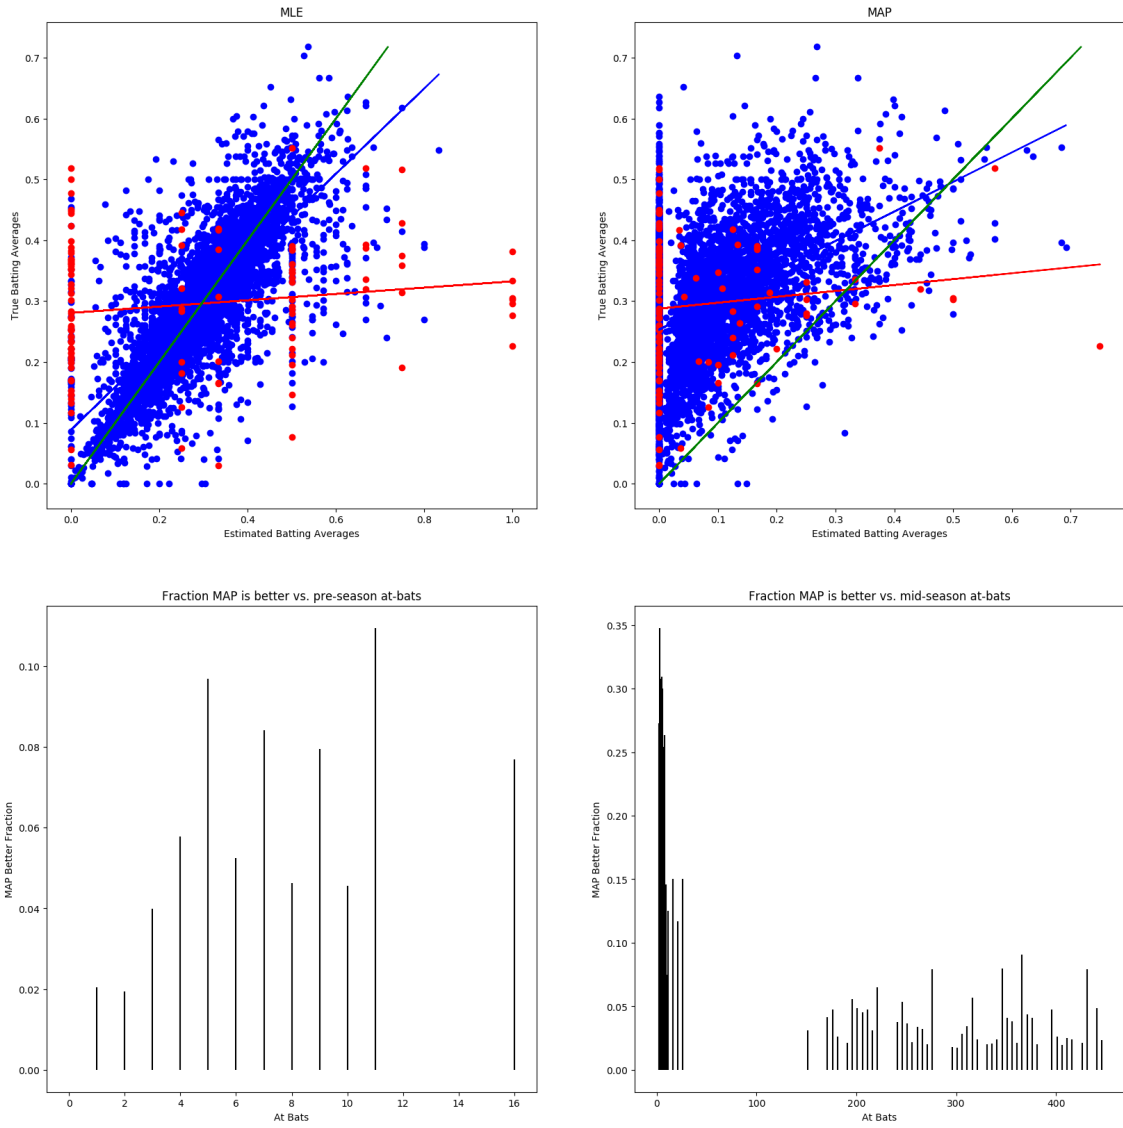 MLE
0.7
0.6
0.5
0.4
0.3
0.2
0.1
0.0
True Batting Averages
0.0 0.2 0.4 0.6 0.8 1.0
Estimated Batting Averages
MAP
0.7
0.6
0.5
0.4
0.3
0.2
0.1
0.0
True Batting Averages
0.0 0.1 0.2 0.3 0.4 0.5 0.6 0.7
Estimated Batting Averages
Fraction MAP is better vs. pre-season at-bats
0.10
0.08
0.06
0.04
0.02
0.00
MAP Better Fraction
0 2 4 6 8 10 12 14 16
At Bats
Fraction MAP is better vs. mid-season at-bats
0.35
0.30
0.25
0.20
0.15
0.10
0.05
0.00
MAP Better Fraction
0 100 200 300 400
At Bats